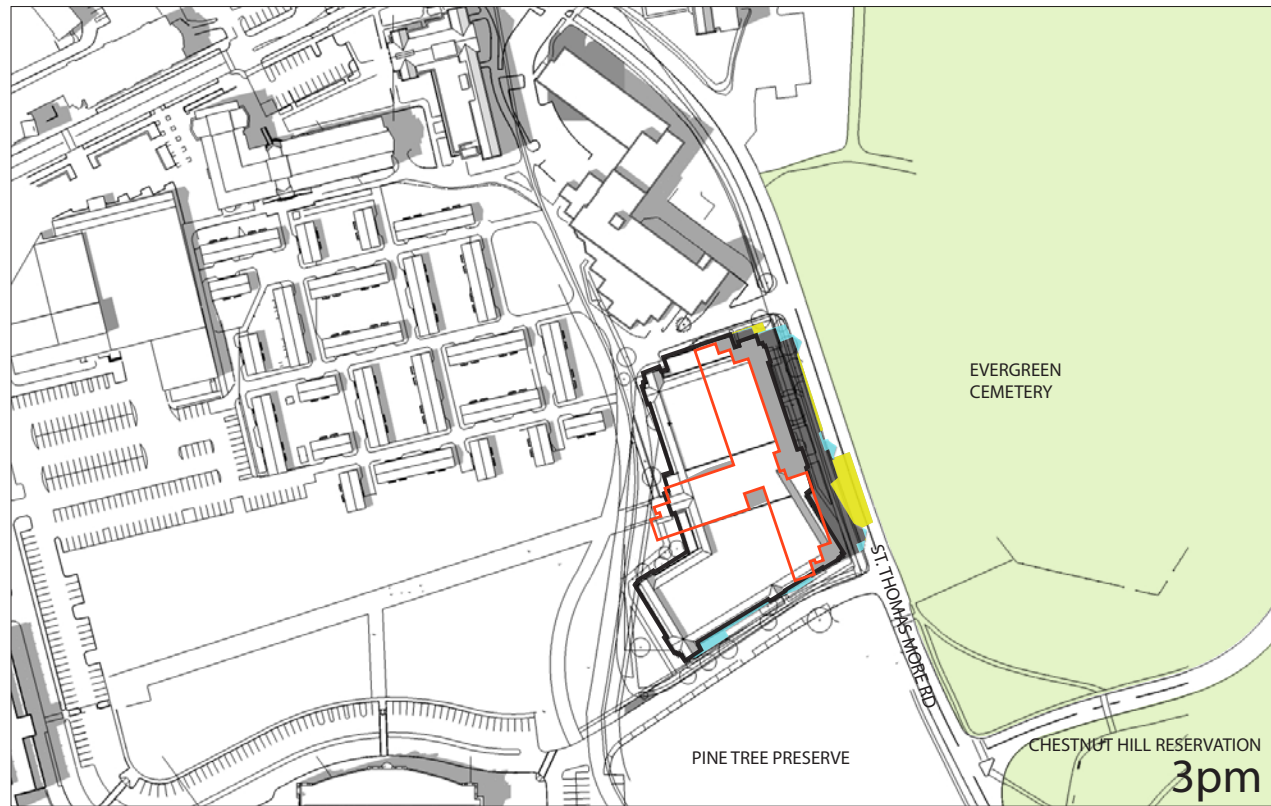 EVERGREEN
CEMETERY
ST. THOMAS MORE RD
PINE TREE PRESERVE
CHESTNUT HILL RESERVATION
3pm